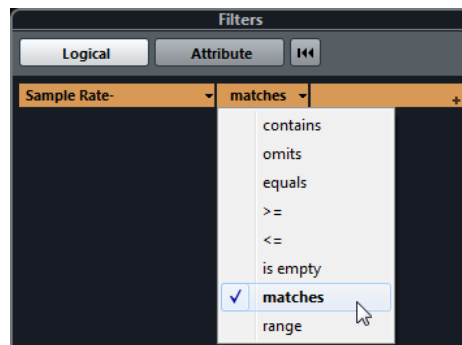 Filters
Logical Attribute
Sample Rate- matches +
contains
omits
equals
>=
<=
is empty
✓ matches
range